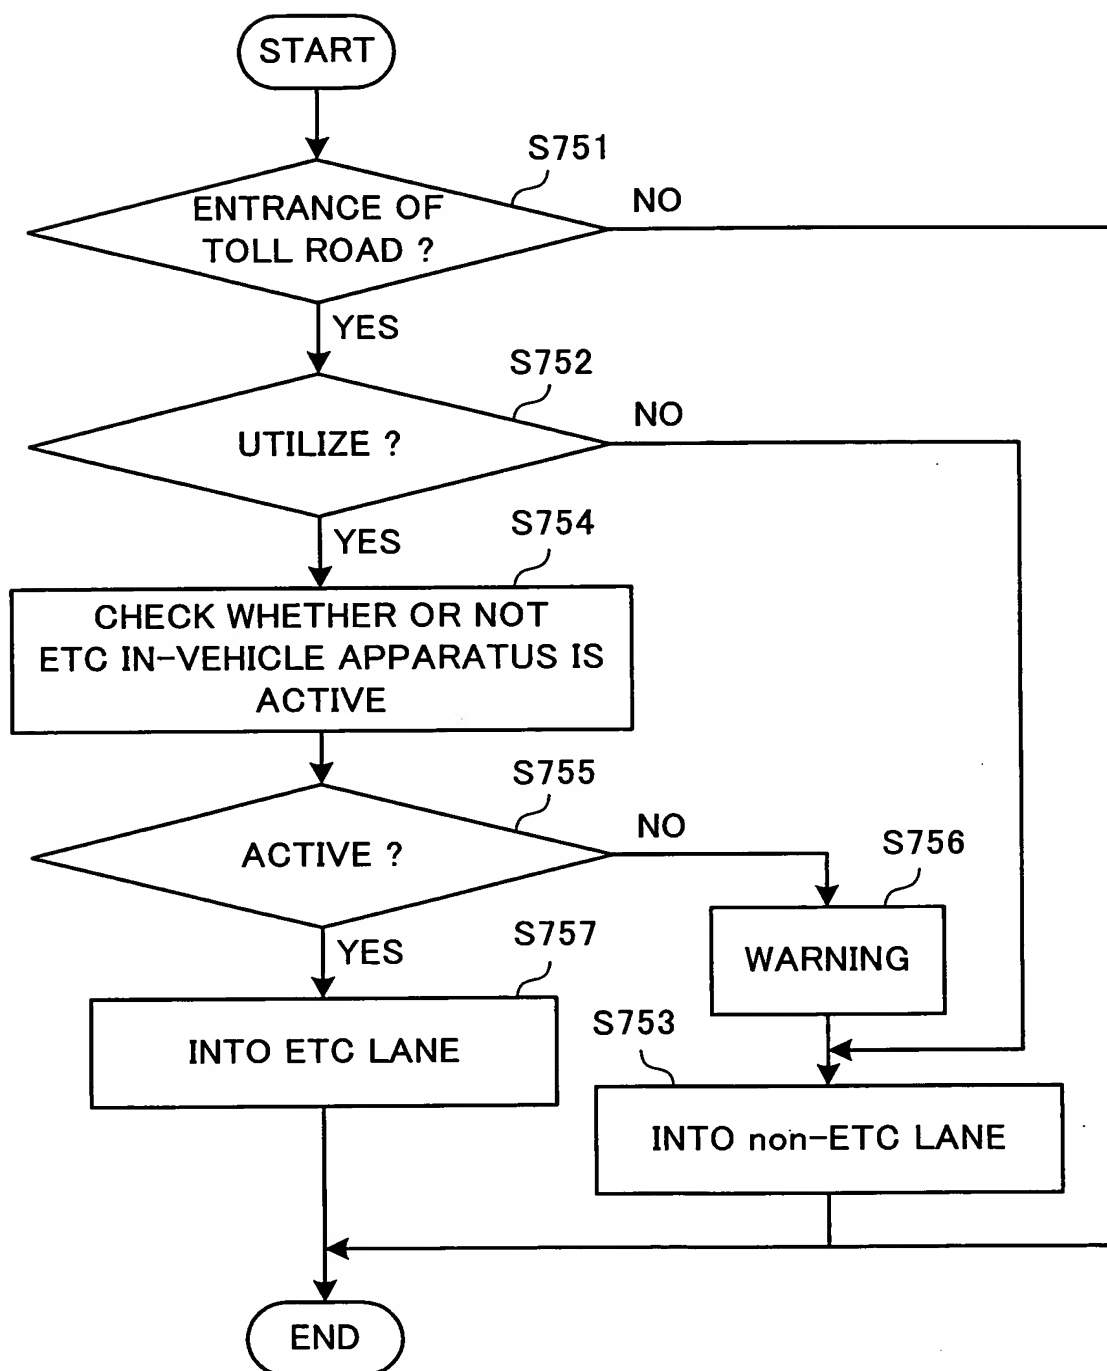 START
S751
ENTRANCE OF
TOLL ROAD ?
NO
YES
S752
UTILIZE ?
NO
YES
S754
CHECK WHETHER OR NOT
ETC IN-VEHICLE APPARATUS IS
ACTIVE
S755
ACTIVE ?
NO
S756
WARNING
YES
S757
INTO ETC LANE
S753
INTO non-ETC LANE
END